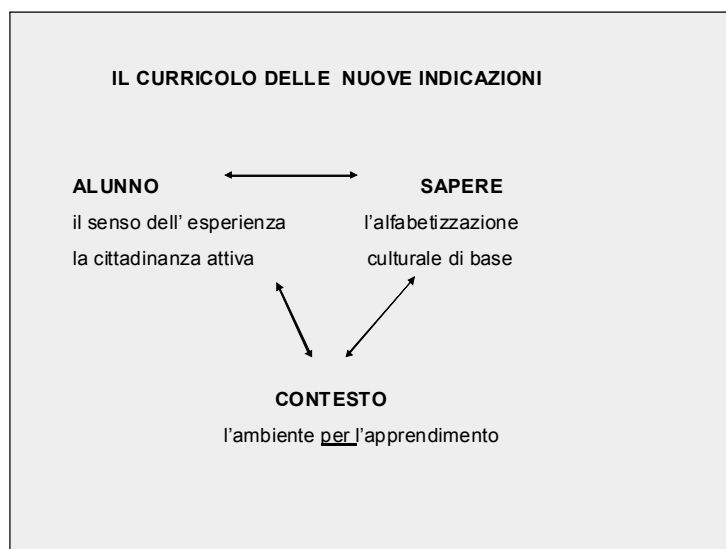 IL CURRICOLO DELLE NUOVE INDICAZIONI
ALUNNO
il senso dell' esperienza
la cittadinanza attiva
SAPERE
l'alfabetizzazione
culturale di base
CONTESTO
l'ambiente per l'apprendimento